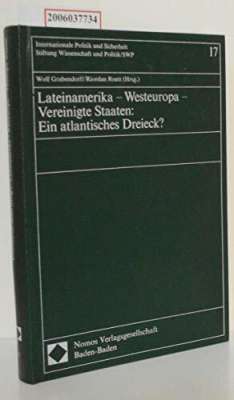 2006037734
Internationale Politik und Sicherheit
Stiftung Wissenschaft und Politik/SWP
17
Wolf Grabendorff/Riordan Roett (Hrsg.)
Lateinamerika – Westeuropa –
Vereinigte Staaten:
Ein atlantisches Dreieck?
Nomos Verlagsgesellschaft
Baden-Baden